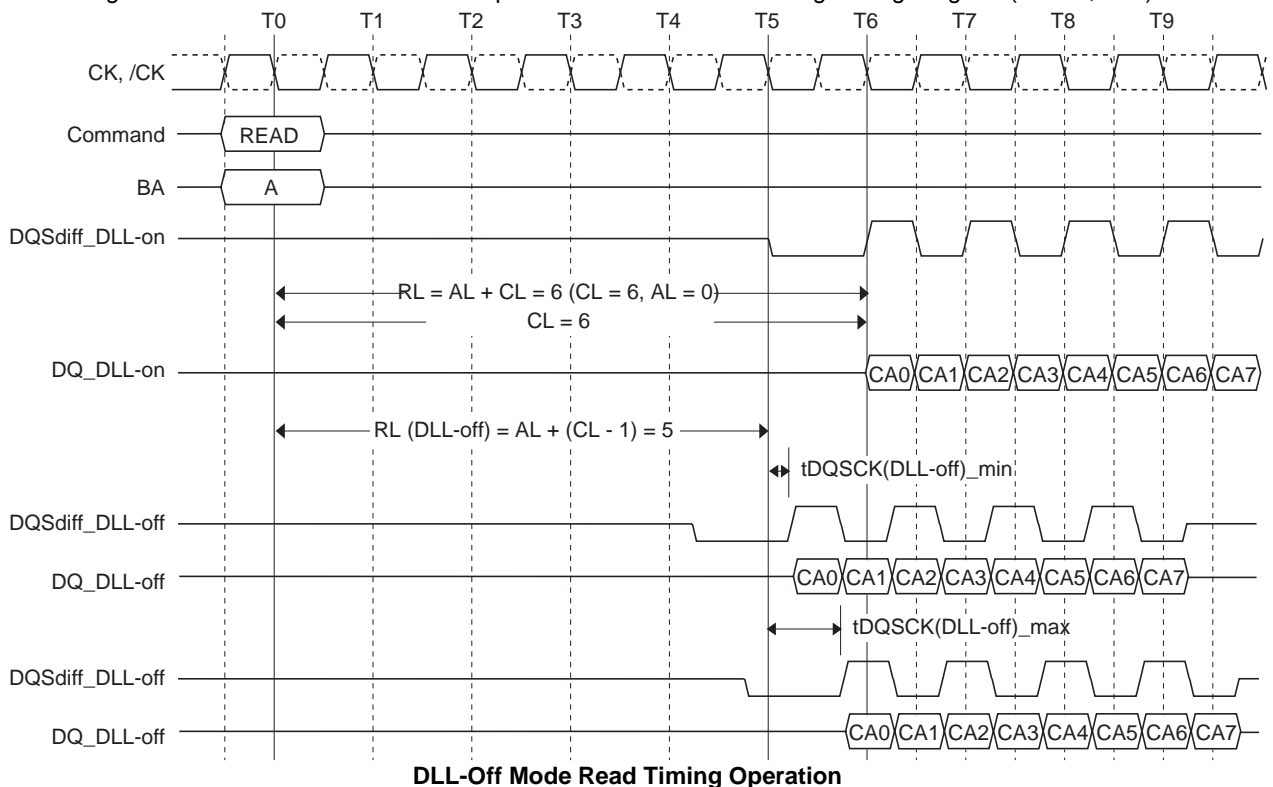 T0 T1 T2 T3 T4 T5 T6 T7 T8 T9
CK, /CK
Command READ
BA A
DQSdiff_DLL-on
RL = AL + CL = 6 (CL = 6, AL = 0)
CL = 6
DQ_DLL-on CA0 CA1 CA2 CA3 CA4 CA5 CA6 CA7
RL (DLL-off) = AL + (CL - 1) = 5
tDQSCK(DLL-off)_min
DQSdiff_DLL-off
DQ_DLL-off CA0 CA1 CA2 CA3 CA4 CA5 CA6 CA7
tDQSCK(DLL-off)_max
DQSdiff_DLL-off
DQ_DLL-off CA0 CA1 CA2 CA3 CA4 CA5 CA6 CA7
DLL-Off Mode Read Timing Operation